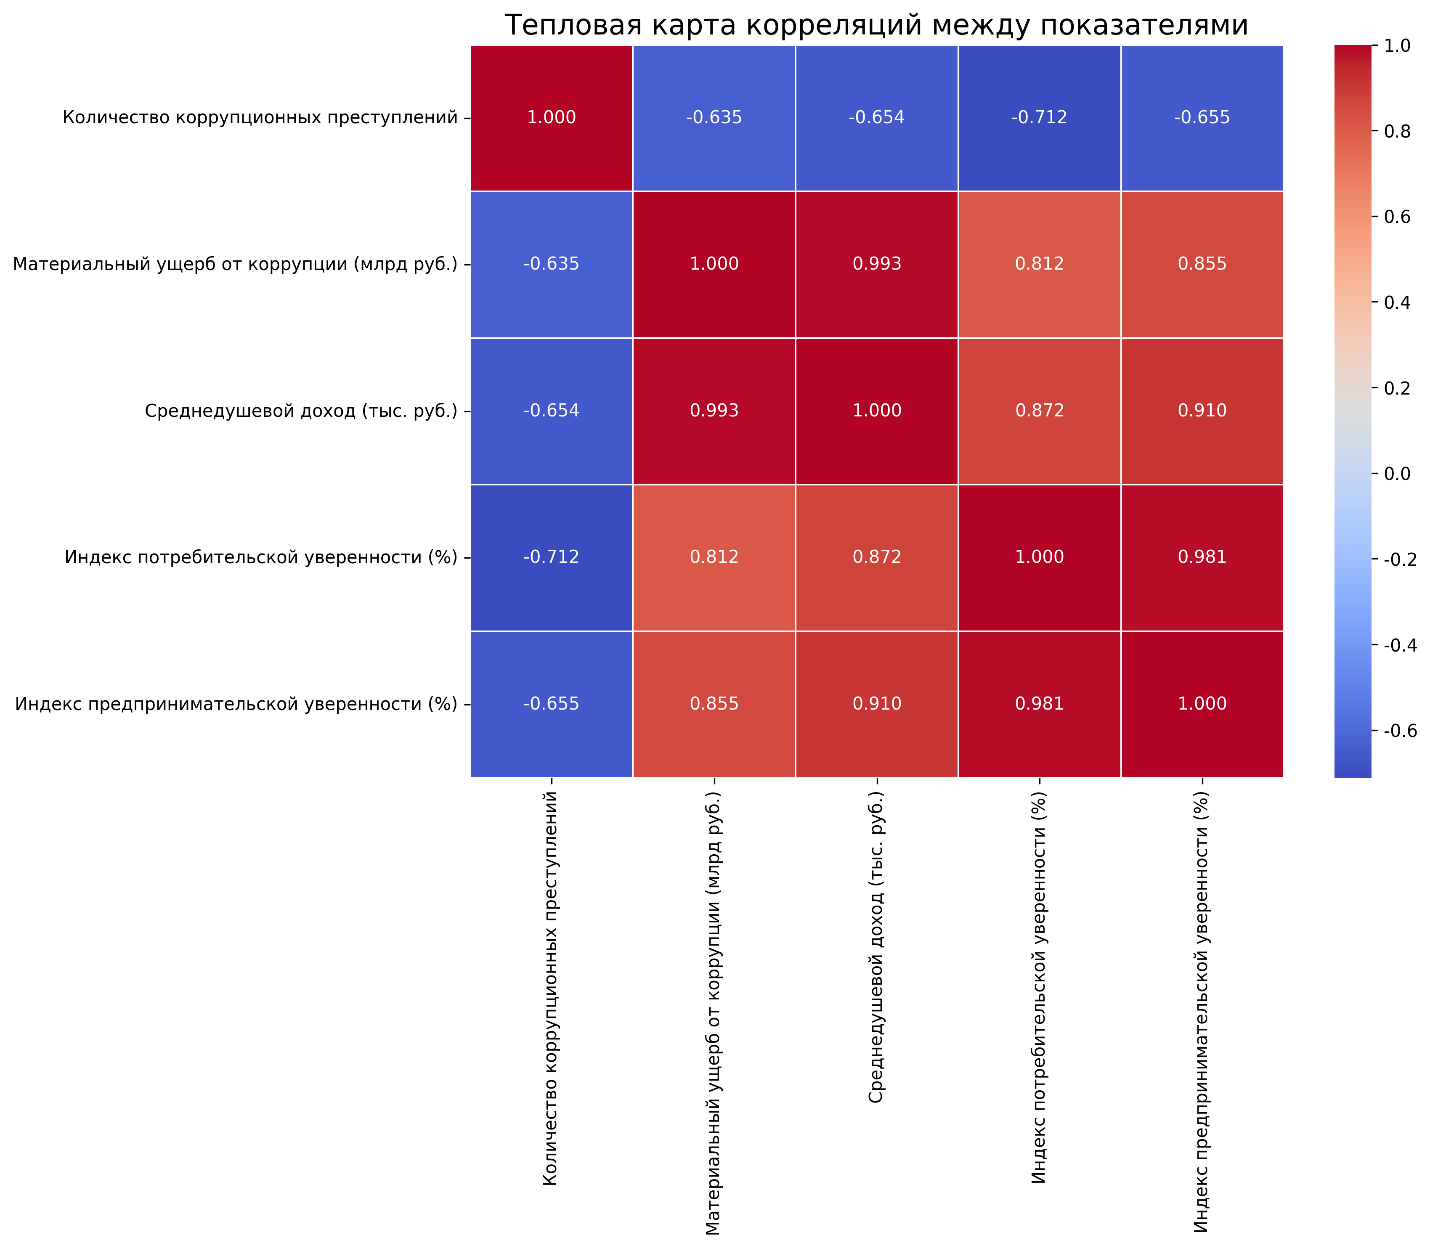 Тепловая карта корреляций между показателями
Количество коррупционных преступлений
1.000 -0.635 -0.654 -0.712 -0.655
Материальный ущерб от коррупции (млрд руб.)
-0.635 1.000 0.993 0.812 0.855
Среднедушевой доход (тыс. руб.)
-0.654 0.993 1.000 0.872 0.910
Индекс потребительской уверенности (%)
-0.712 0.812 0.872 1.000 0.981
Индекс предпринимательской уверенности (%)
-0.655 0.855 0.910 0.981 1.000
Количество коррупционных преступлений
Материальный ущерб от коррупции (млрд руб.)
Среднедушевой доход (тыс. руб.)
Индекс потребительской уверенности (%)
Индекс предпринимательской уверенности (%)
1.0
0.8
0.6
0.4
0.2
0.0
-0.2
-0.4
-0.6